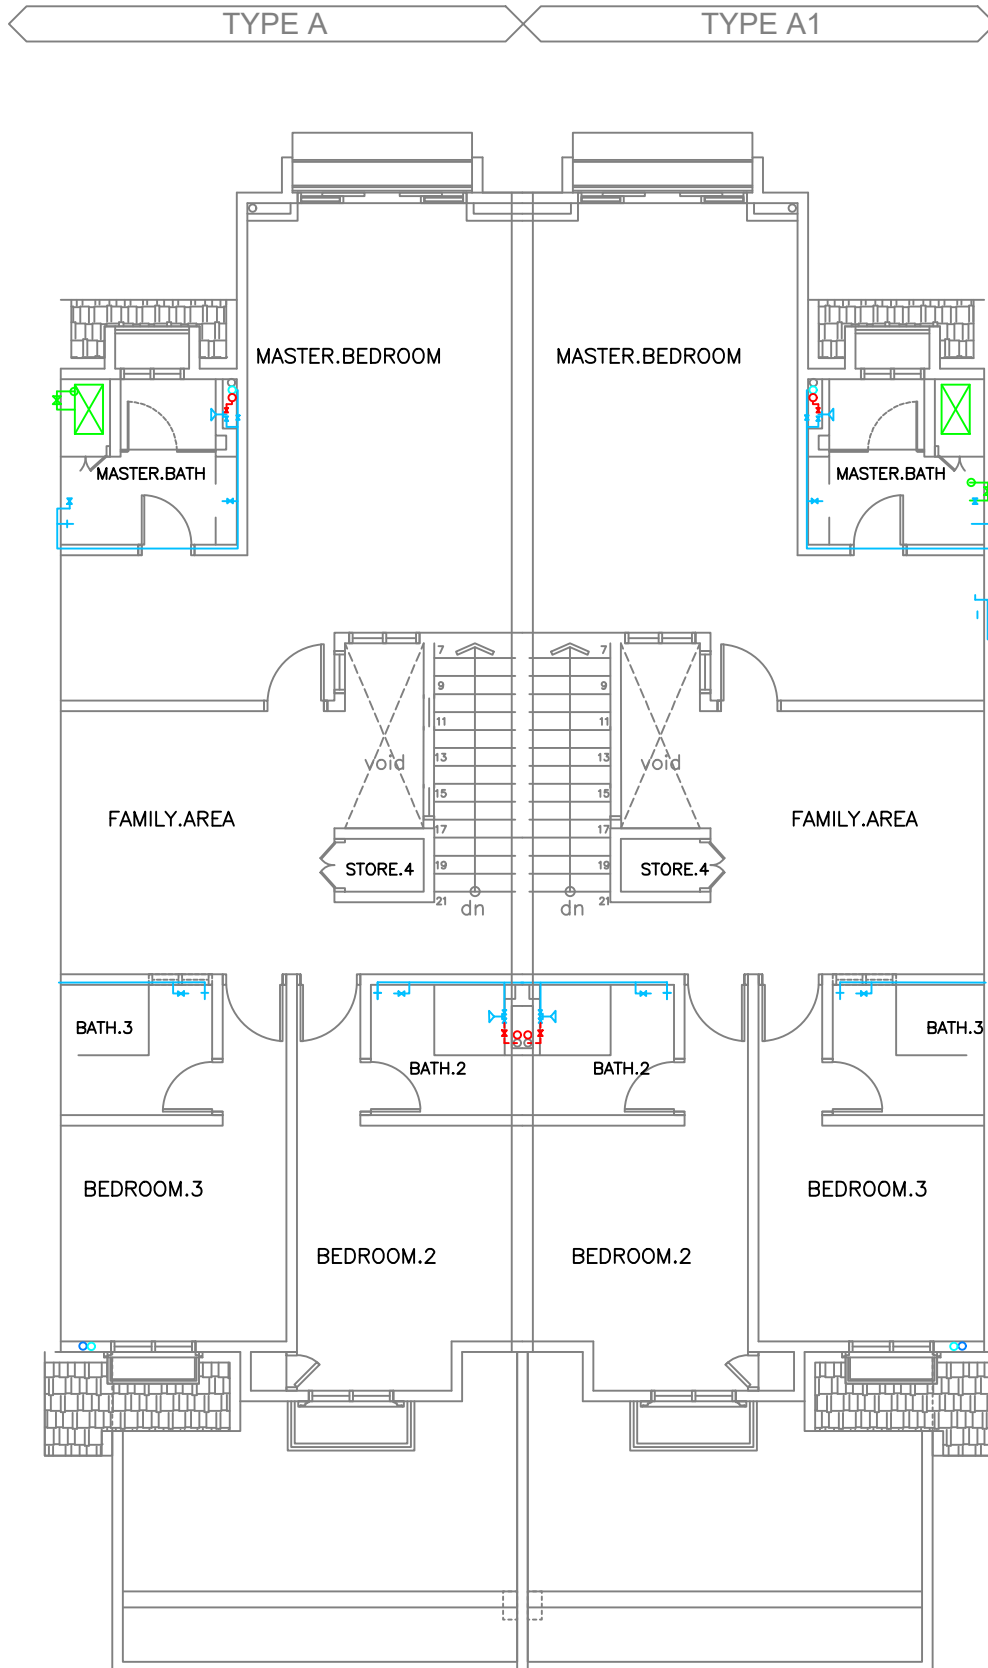 TYPE A TYPE A1
MASTER.BEDROOM MASTER.BEDROOM
MASTER.BATH MASTER.BATH
7 7
9 9
11 11
13 13
void void
15 15
FAMILY.AREA FAMILY.AREA
17 17
19 19
STORE.4 STORE.4
21 21
dn dn
BATH.3 BATH.3
BATH.2 BATH.2
BEDROOM.3 BEDROOM.3
BEDROOM.2 BEDROOM.2